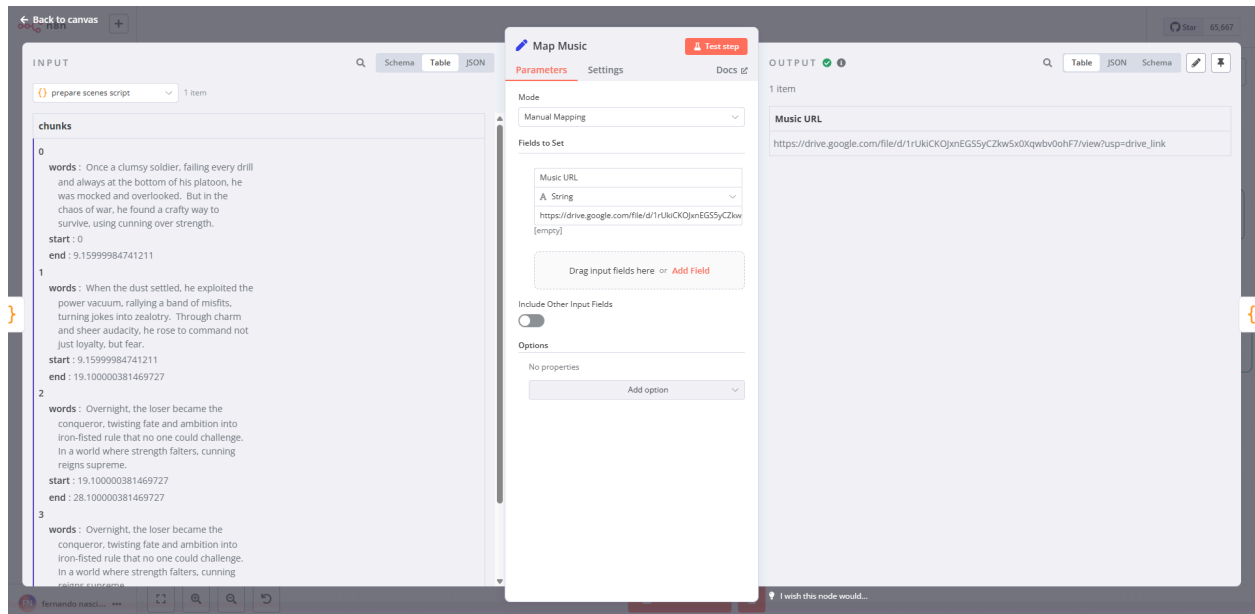 ← Back to canvas
n8n
+
Star 65,667
INPUT
Schema Table JSON
{} prepare scenes script 1 item
chunks
0
words : Once a clumsy soldier, failing every drill
and always at the bottom of his platoon, he
was mocked and overlooked. But in the
chaos of war, he found a crafty way to
survive, using cunning over strength.
start : 0
end : 9.15999984741211
1
words : When the dust settled, he exploited the
power vacuum, rallying a band of misfits,
turning jokes into zealotry. Through charm
and sheer audacity, he rose to command not
just loyalty, but fear.
start : 9.15999984741211
end : 19.100000381469727
2
words : Overnight, the loser became the
conqueror, twisting fate and ambition into
iron-fisted rule that no one could challenge.
In a world where strength falters, cunning
reigns supreme.
start : 19.100000381469727
end : 28.100000381469727
3
words : Overnight, the loser became the
conqueror, twisting fate and ambition into
iron-fisted rule that no one could challenge.
In a world where strength falters, cunning
reigns supreme.
Map Music
Test step
Parameters Settings Docs
Mode
Manual Mapping
Fields to Set
Music URL
A String
https://drive.google.com/file/d/1rUkiCKOJxnEGS5yCZkw
[empty]
Drag input fields here or Add Field
Include Other Input Fields
Options
No properties
Add option
OUTPUT
Table JSON Schema
1 item
Music URL
https://drive.google.com/file/d/1rUkiCKOJxnEGS5yCZkw5x0Xqwbv0ohF7/view?usp=drive_link
FN fernando nasci... •••
I wish this node would...